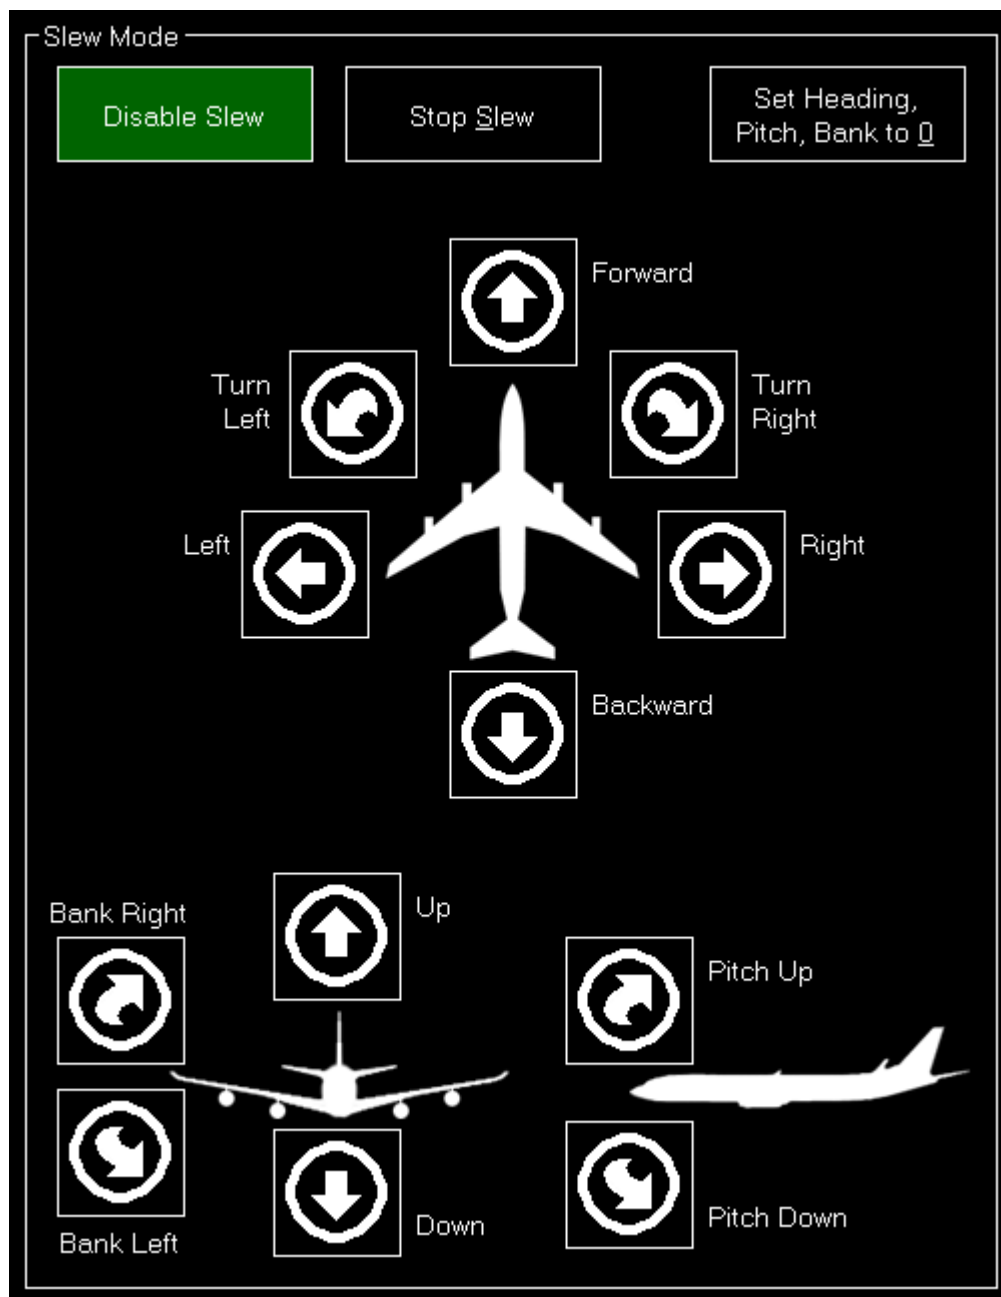 Slew Mode
Disable Slew
Stop Slew
Set Heading,
Pitch, Bank to 0
Forward
Turn
Left
Turn
Right
Left
Right
Backward
Bank Right
Up
Pitch Up
Bank Left
Down
Pitch Down